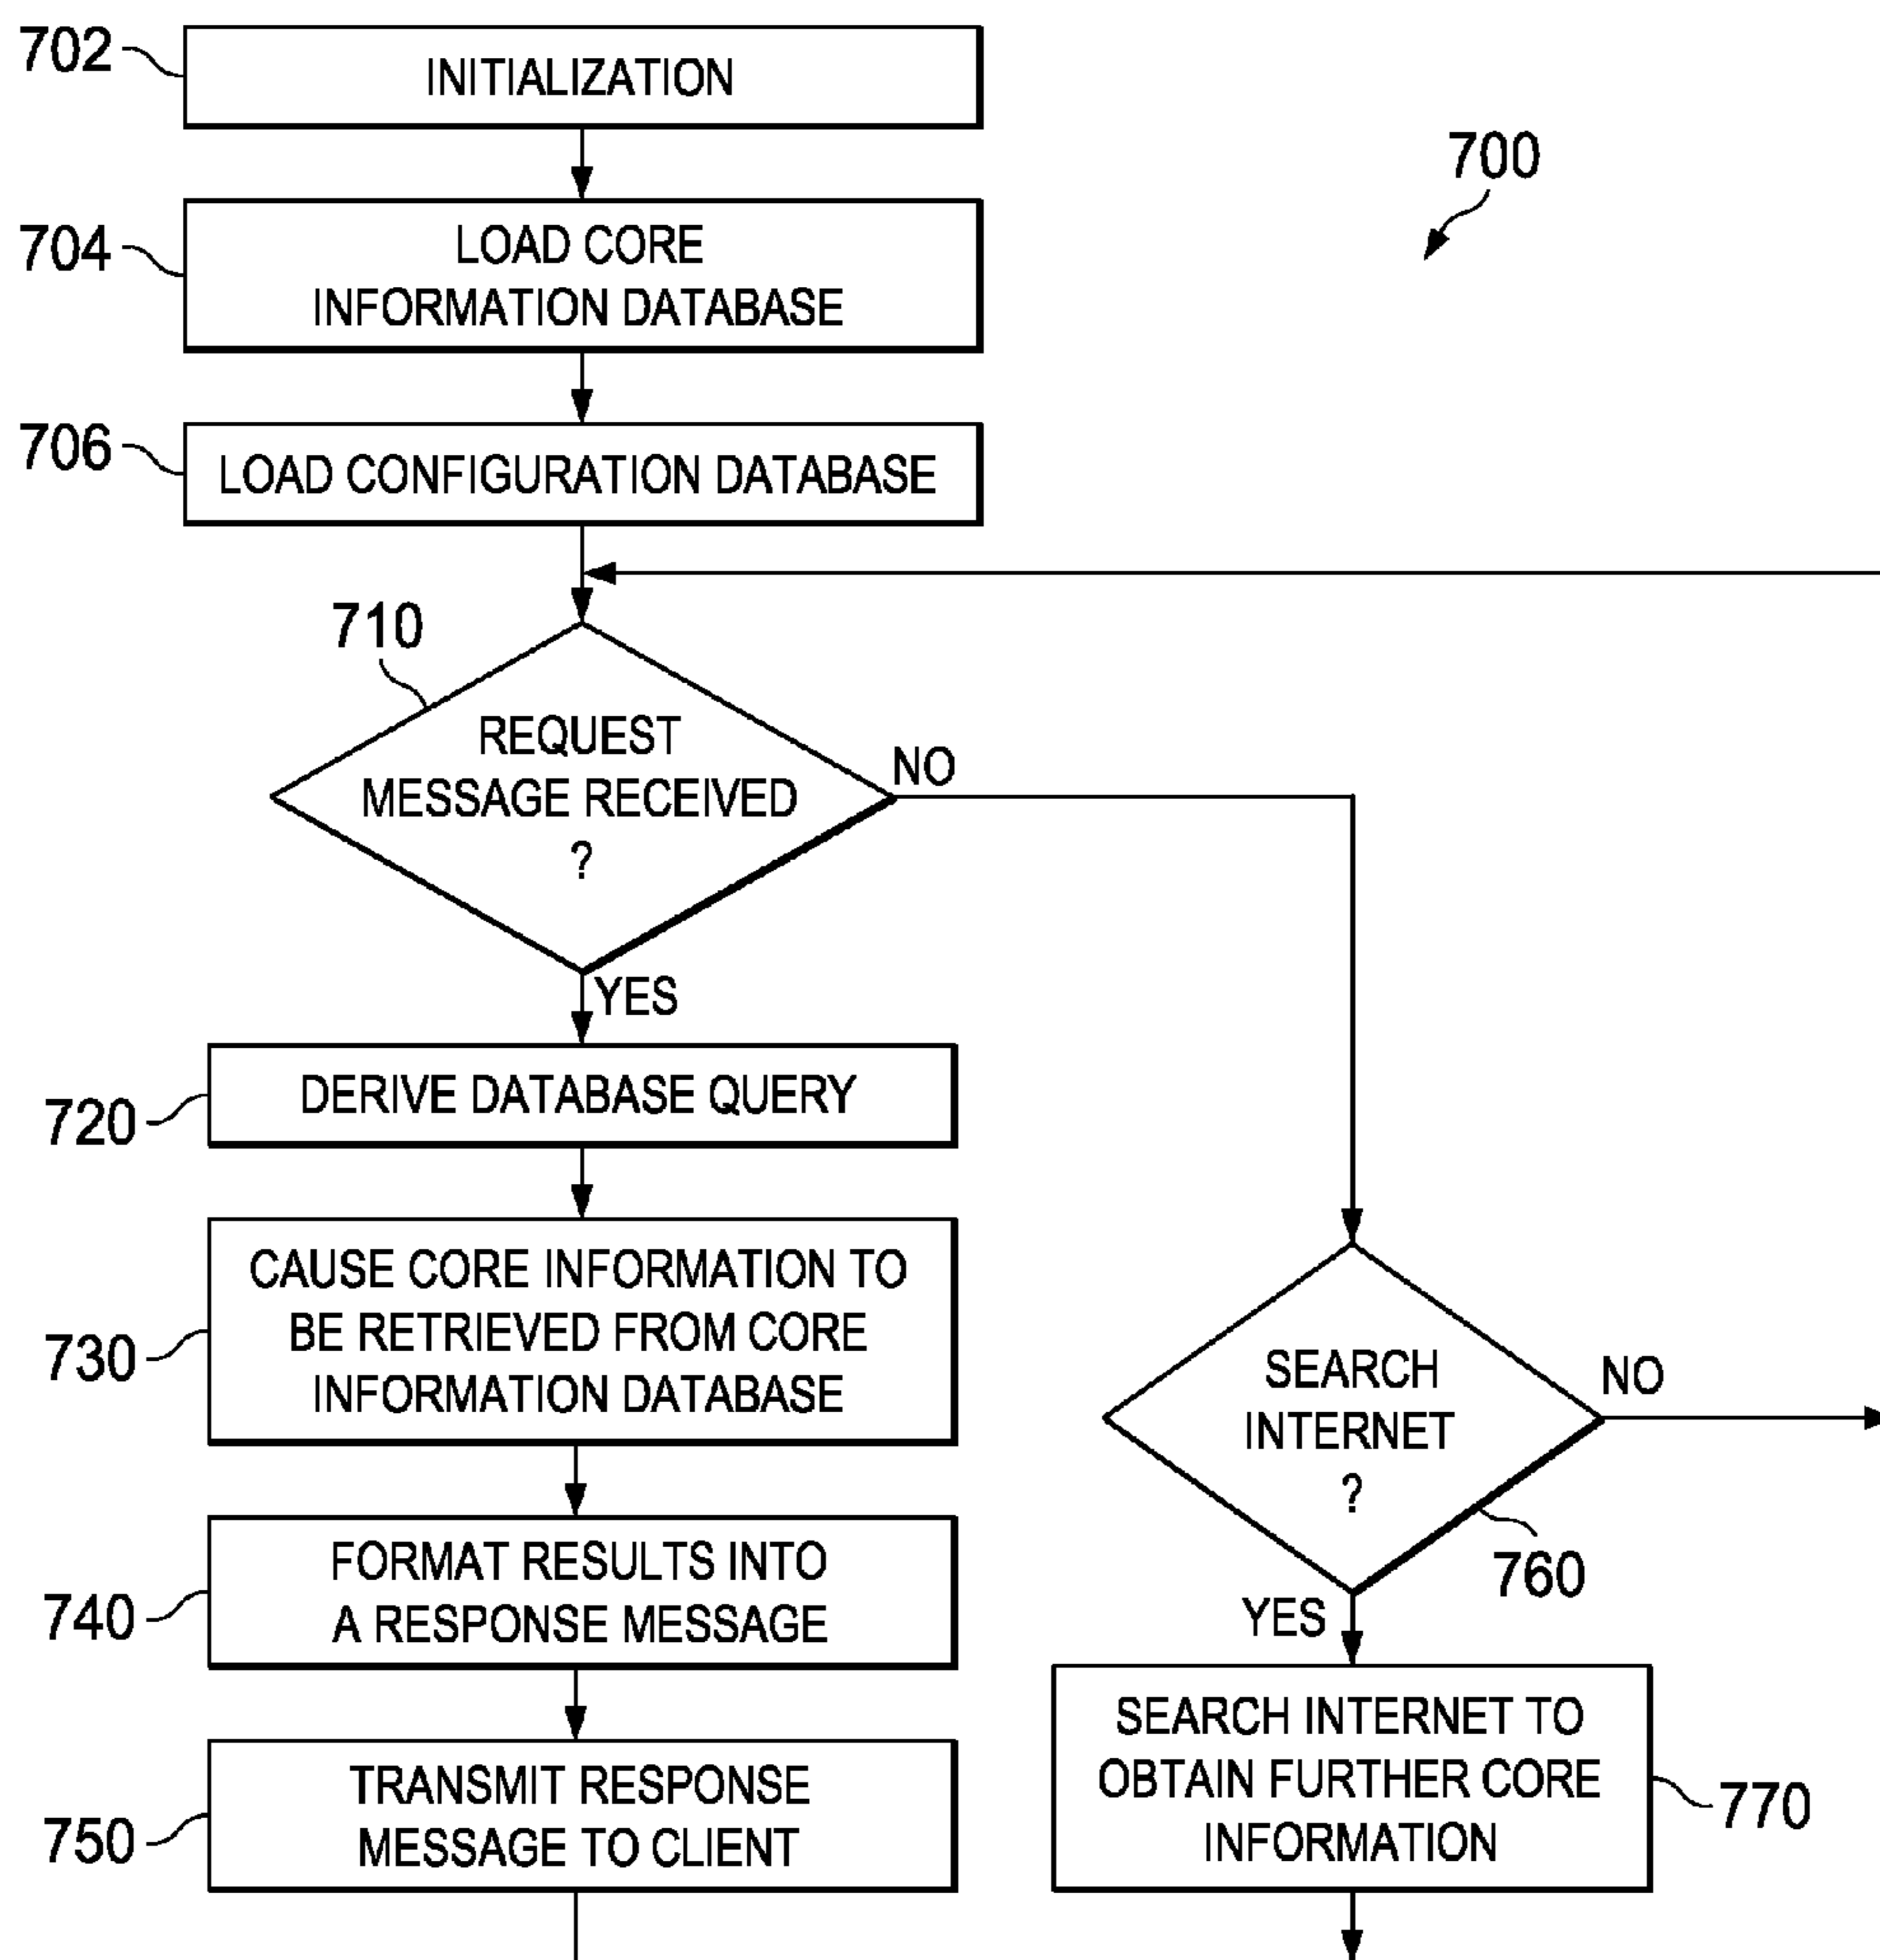 702
INITIALIZATION
700
704
LOAD CORE
INFORMATION DATABASE
706
LOAD CONFIGURATION DATABASE
710
REQUEST
MESSAGE RECEIVED
?
NO
YES
720
DERIVE DATABASE QUERY
730
CAUSE CORE INFORMATION TO
BE RETRIEVED FROM CORE
INFORMATION DATABASE
SEARCH
INTERNET
?
NO
760
YES
740
FORMAT RESULTS INTO
A RESPONSE MESSAGE
750
TRANSMIT RESPONSE
MESSAGE TO CLIENT
SEARCH INTERNET TO
OBTAIN FURTHER CORE
INFORMATION
770